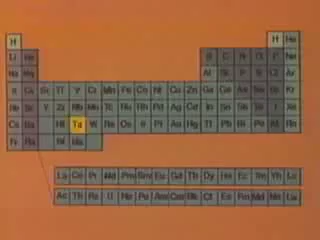 H H He
Li Be B C N O F Ne
Na Mg Al Si P S Cl Ar
K Ca Sc Ti V Cr Mn Fe Co Ni Cu Zn Ga Ge As Se Br Kr
Rb Sr Y Zr Nb Mo Tc Ru Rh Pd Ag Cd In Sn Sb Te I Xe
Cs Ba Hf Ta W Re Os Ir Pt Au Hg Tl Pb Bi Po At Rn
Fr Ra Rf Ha
La Ce Pr Nd Pm Sm Eu Gd Tb Dy Ho Er Tm Yb Lu
Ac Th Pa U Np Pu Am Cm Bk Cf Es Fm Md No Lw